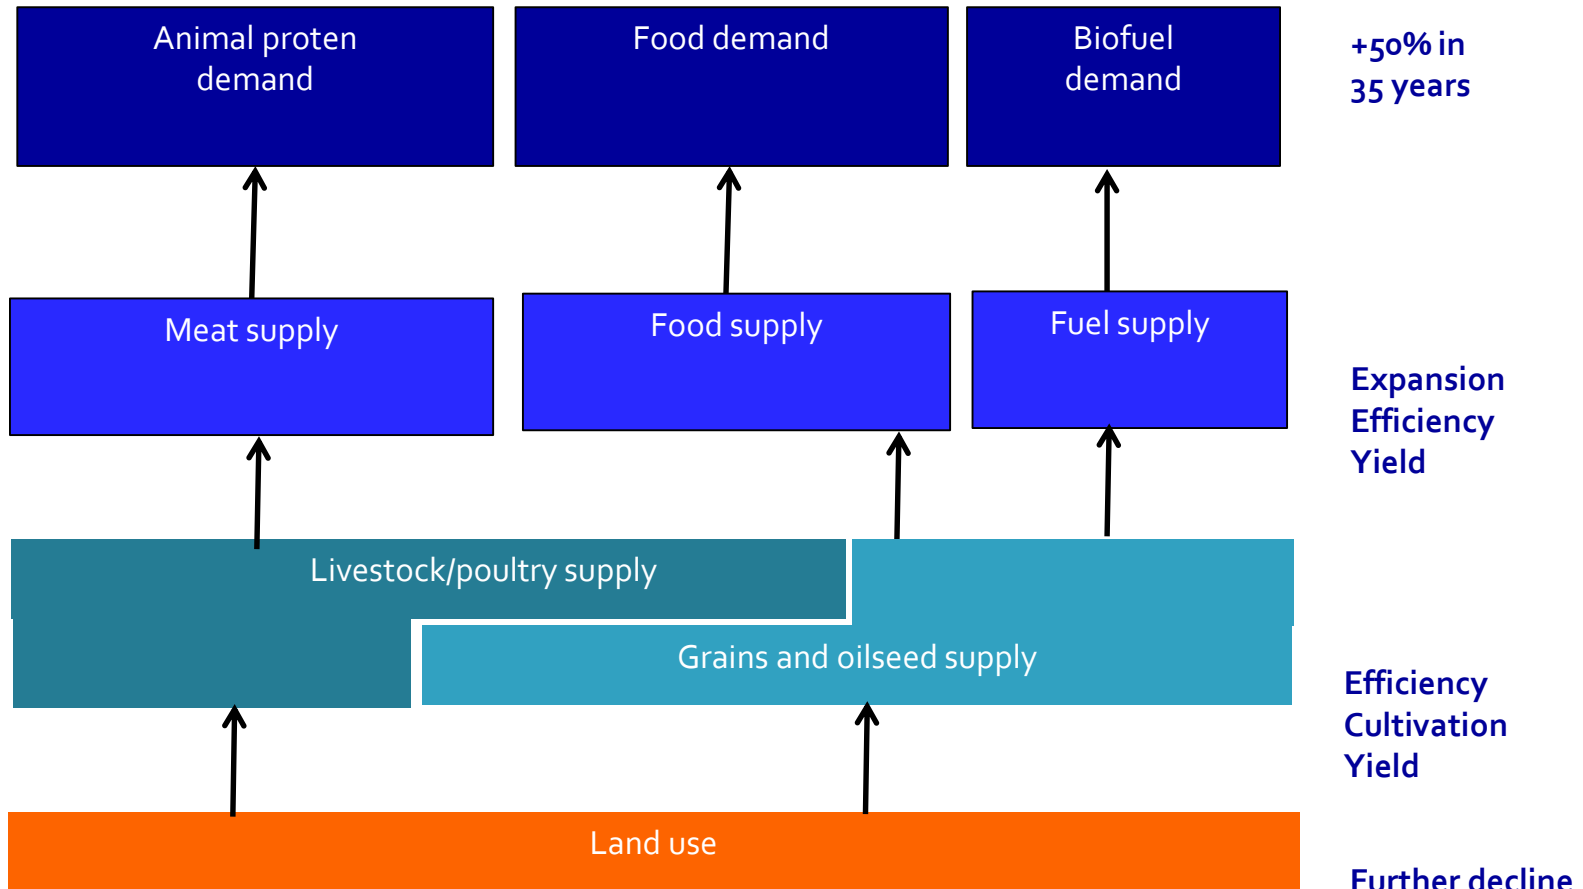 Animal proten
demand
Food demand
Biofuel
demand
+50% in
35 years
Meat supply
Food supply
Fuel supply
Expansion
Efficiency
Yield
Livestock/poultry supply
Grains and oilseed supply
Efficiency
Cultivation
Yield
Land use
Further decline